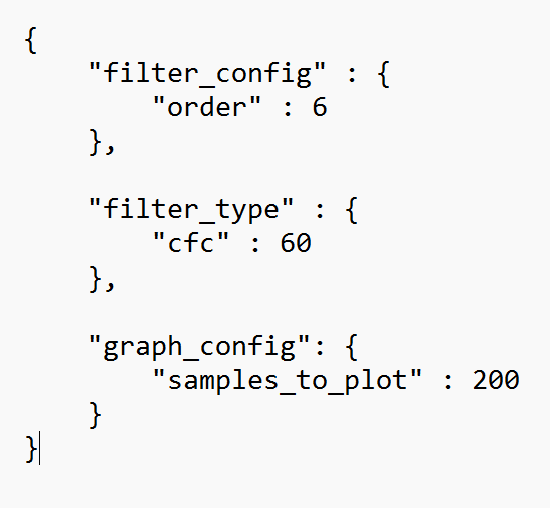 {
    "filter_config" : {
        "order" : 6
    },

    "filter_type" : {
        "cfc" : 60
    },

    "graph_config": {
        "samples_to_plot" : 200
    }
}